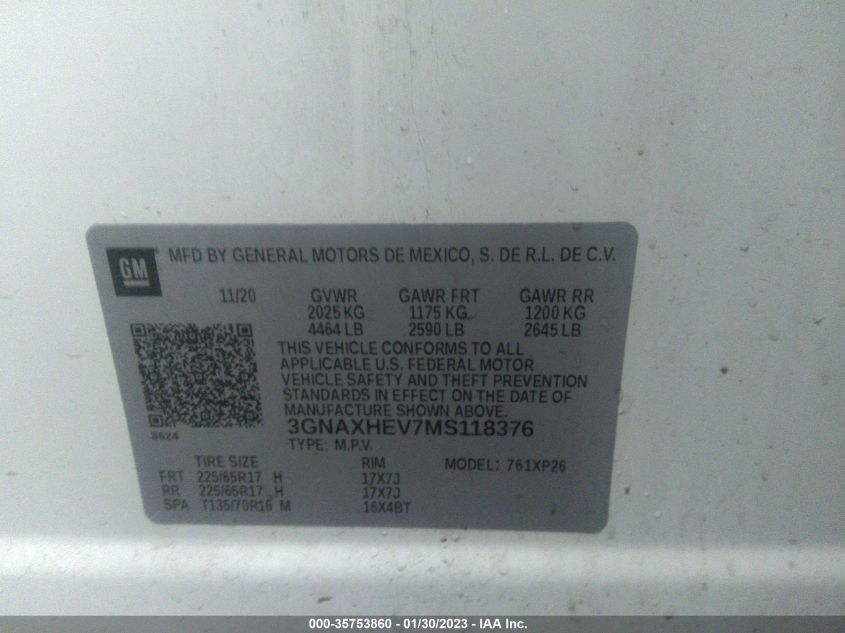 GM
MFD BY GENERAL MOTORS DE MEXICO, S. DE R.L. DE C.V.
11/20 GVWR GAWR FRT GAWR RR
2025 KG 1175 KG 1200 KG
4464 LB 2590 LB 2645 LB
THIS VEHICLE CONFORMS TO ALL
APPLICABLE U.S. FEDERAL MOTOR
VEHICLE SAFETY AND THEFT PREVENTION
STANDARDS IN EFFECT ON THE DATE OF
MANUFACTURE SHOWN ABOVE.
8624
3GNAXHEV7MS118376
TYPE: M.P.V.
TIRE SIZE RIM MODEL: 761XP26
FRT 225/65R17 H 17X7J
RR 225/65R17 H 17X7J
SPA T135/70R16 M 16X4BT
000-35753860 - 01/30/2023 - IAA Inc.